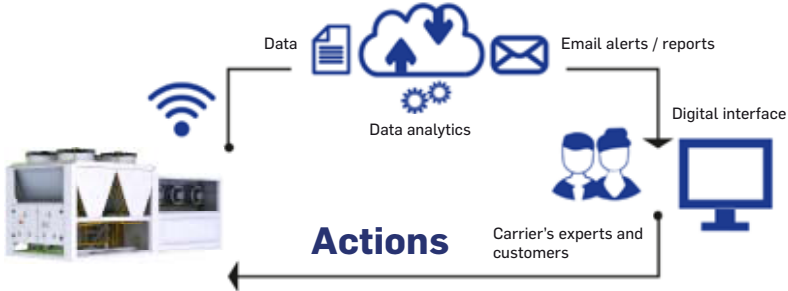 Data
Email alerts / reports
Data analytics
Digital interface
Actions
Carrier's experts and
customers